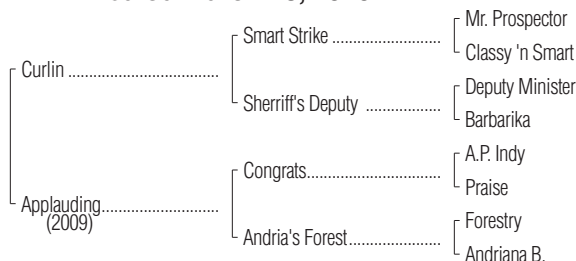 Mr. Prospector
Smart Strike ....................
Classy 'n Smart
Curlin ............................
Deputy Minister
Sherriff's Deputy ..............
Barbarika
A.P. Indy
Congrats.........................
Praise
Applauding......................
(2009)
Forestry
Andria's Forest.................
Andriana B.